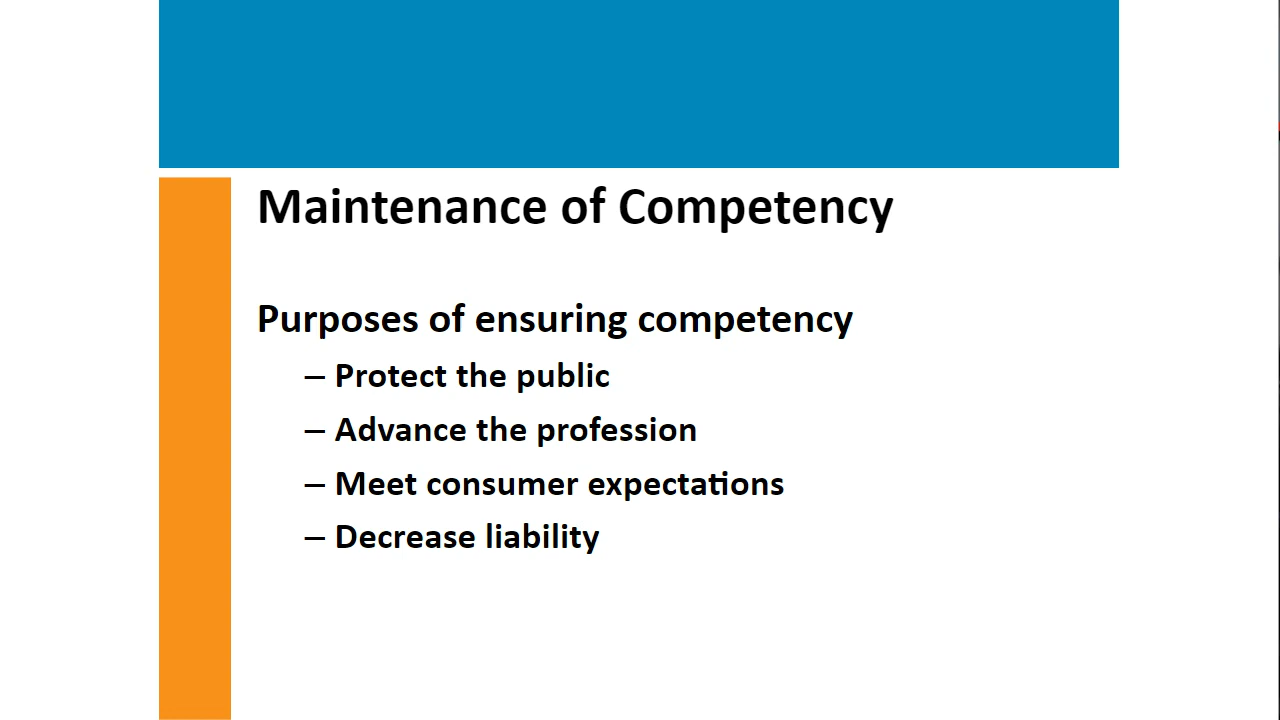 Maintenance of Competency
Purposes of ensuring competency
– Protect the public
– Advance the profession
– Meet consumer expectations
– Decrease liability